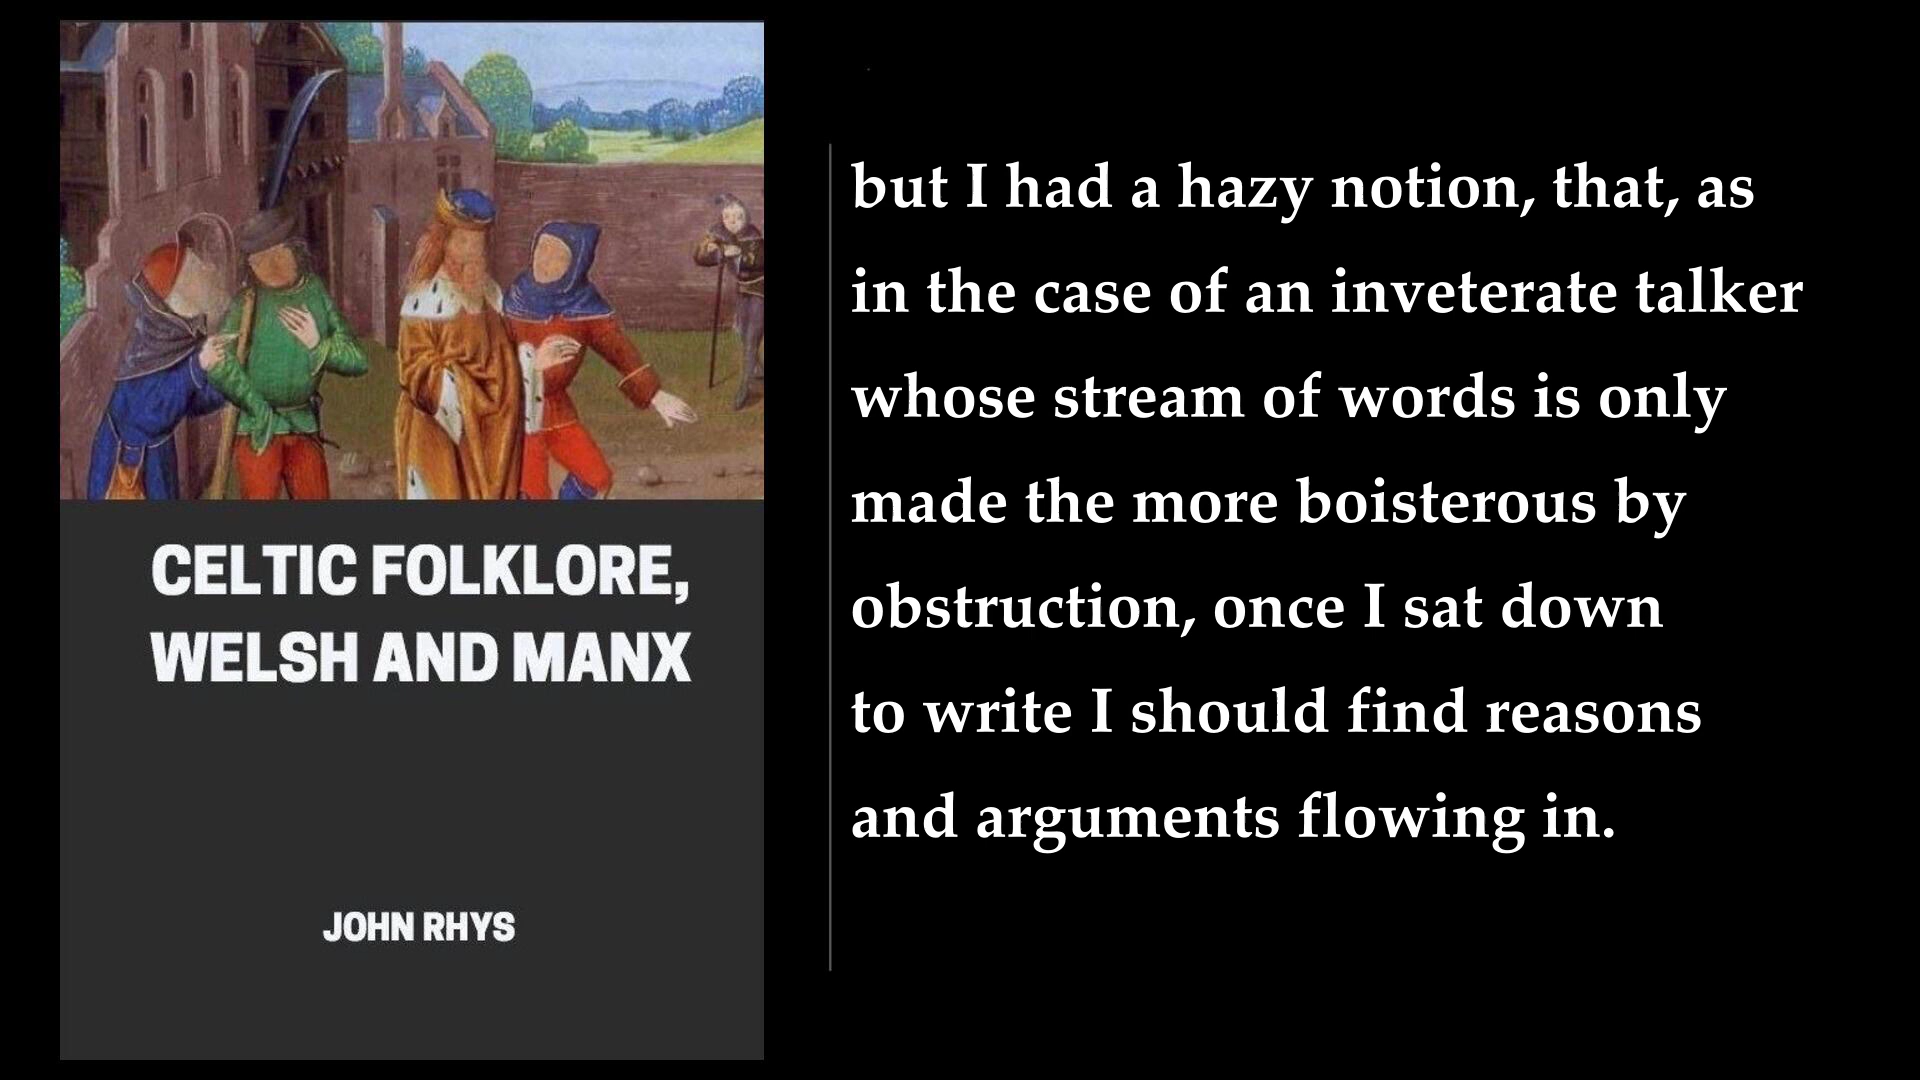 CELTIC FOLKLORE,
WELSH AND MANX
JOHN RHYS
but I had a hazy notion, that, as
in the case of an inveterate talker
whose stream of words is only
made the more boisterous by
obstruction, once I sat down
to write I should find reasons
and arguments flowing in.